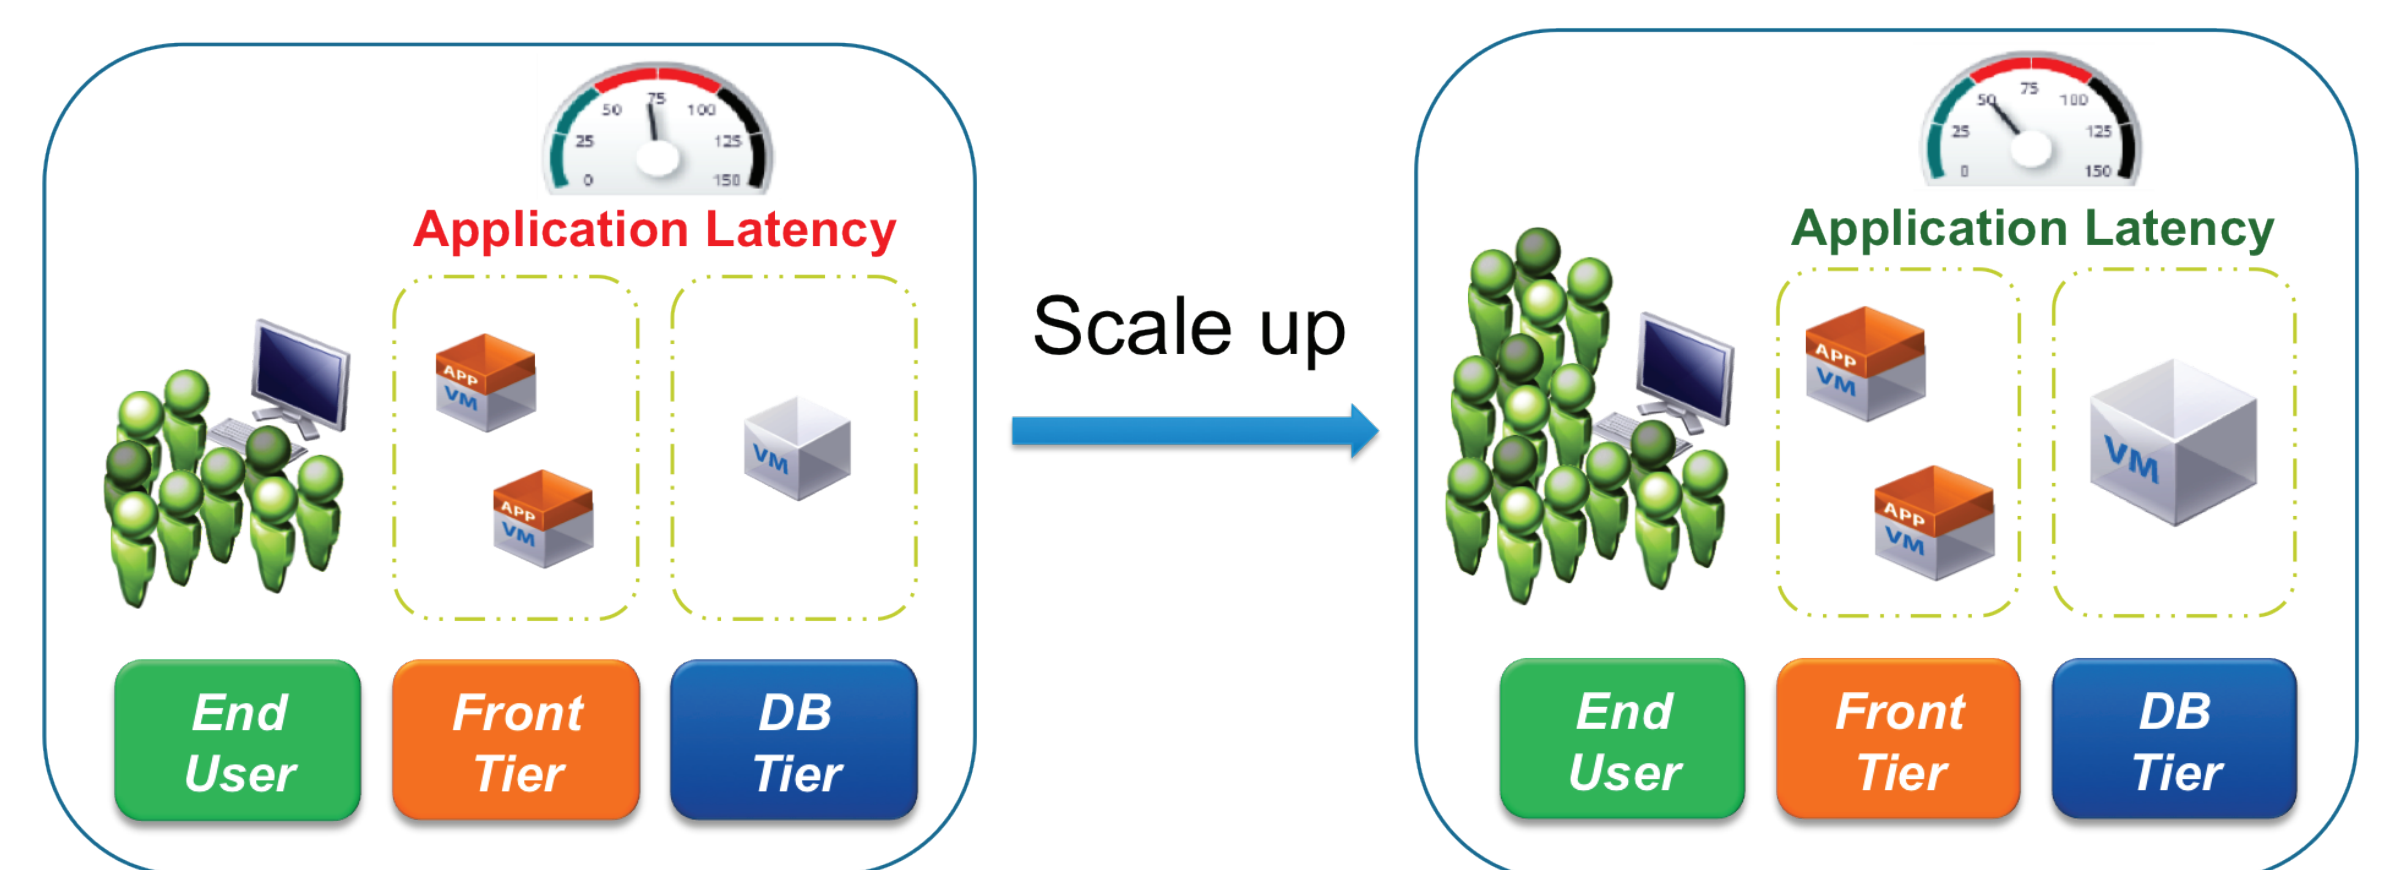 75
50
100
25
125
0
150
Application Latency
APP
VM
APP
VM
VM
End
User
Front
Tier
DB
Tier
Scale up
75
50
100
25
125
0
150
Application Latency
APP
VM
APP
VM
VM
End
User
Front
Tier
DB
Tier